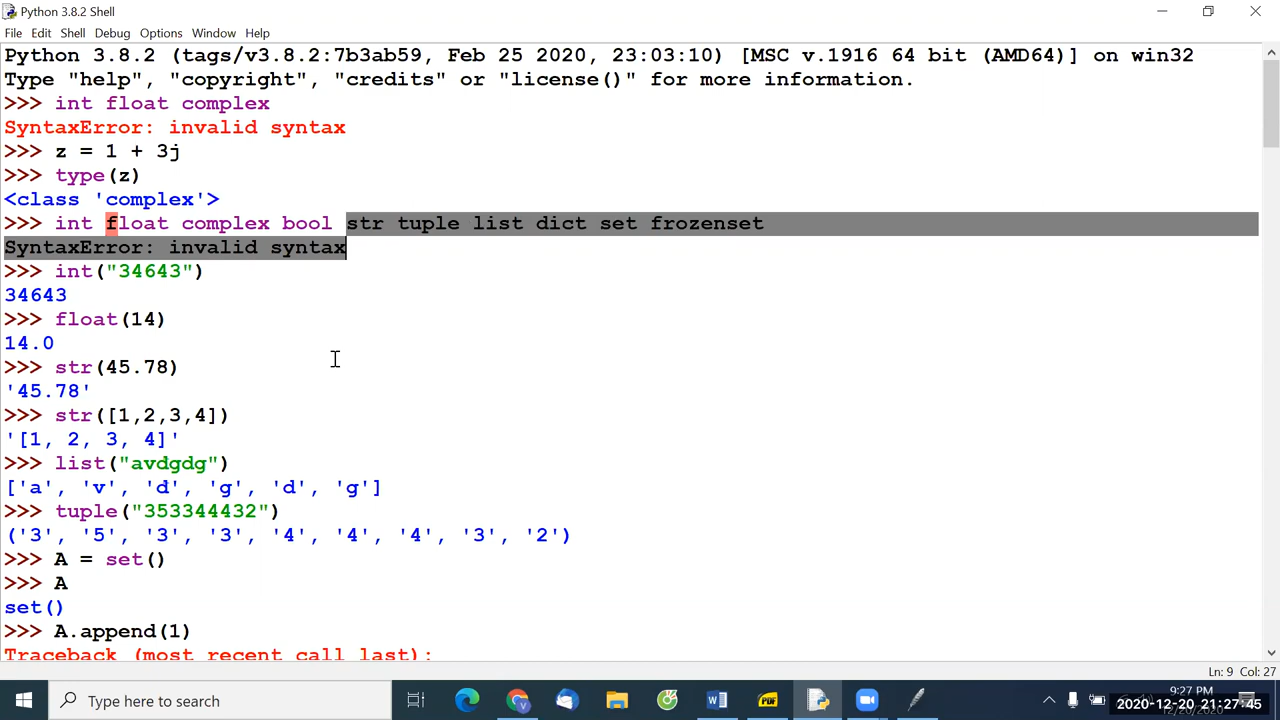 Python 3.8.2 Shell
File Edit Shell Debug Options Window Help
Python 3.8.2 (tags/v3.8.2:7b3ab59, Feb 25 2020, 23:03:10) [MSC v.1916 64 bit (AMD64)] on win32
Type "help", "copyright", "credits" or "license()" for more information.
>>> int float complex
SyntaxError: invalid syntax
>>> z = 1 + 3j
>>> type(z)
<class 'complex'>
>>> int float complex bool str tuple list dict set frozenset
SyntaxError: invalid syntax
>>> int("34643")
34643
>>> float(14)
14.0
>>> str(45.78)
'45.78'
>>> str([1,2,3,4])
'[1, 2, 3, 4]'
>>> list("avdgdg")
['a', 'v', 'd', 'g', 'd', 'g']
>>> tuple("353344432")
('3', '5', '3', '3', '4', '4', '4', '3', '2')
>>> A = set()
>>> A
set()
>>> A.append(1)
Traceback (most recent call last):
Ln: 9 Col: 27
Type here to search
9:27 PM
12/20/2020
2020-12-20 21:27:45